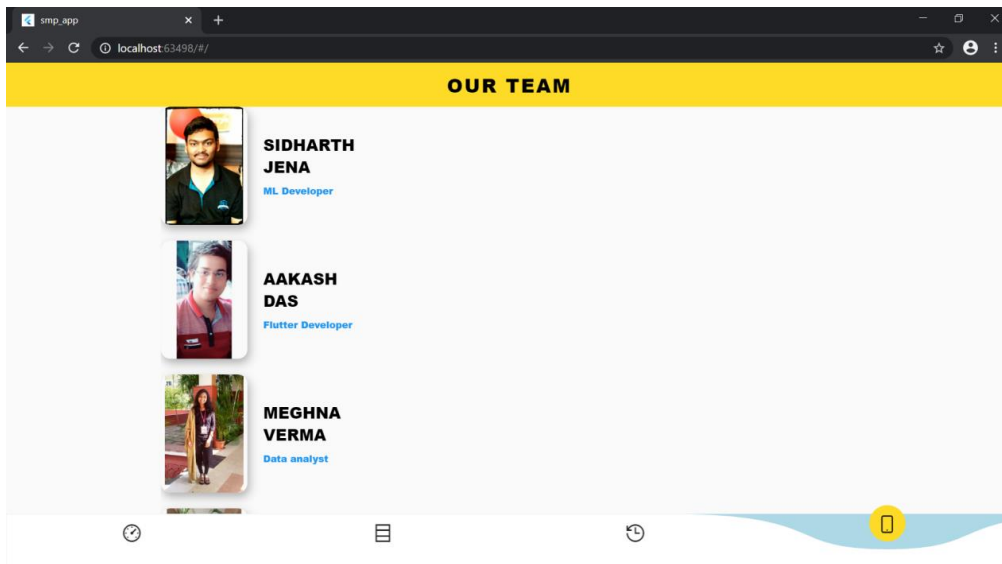 smp_app
localhost:63498/#/
OUR TEAM
SIDHARTH
JENA
ML Developer
AAKASH
DAS
Flutter Developer
MEGHNA
VERMA
Data analyst